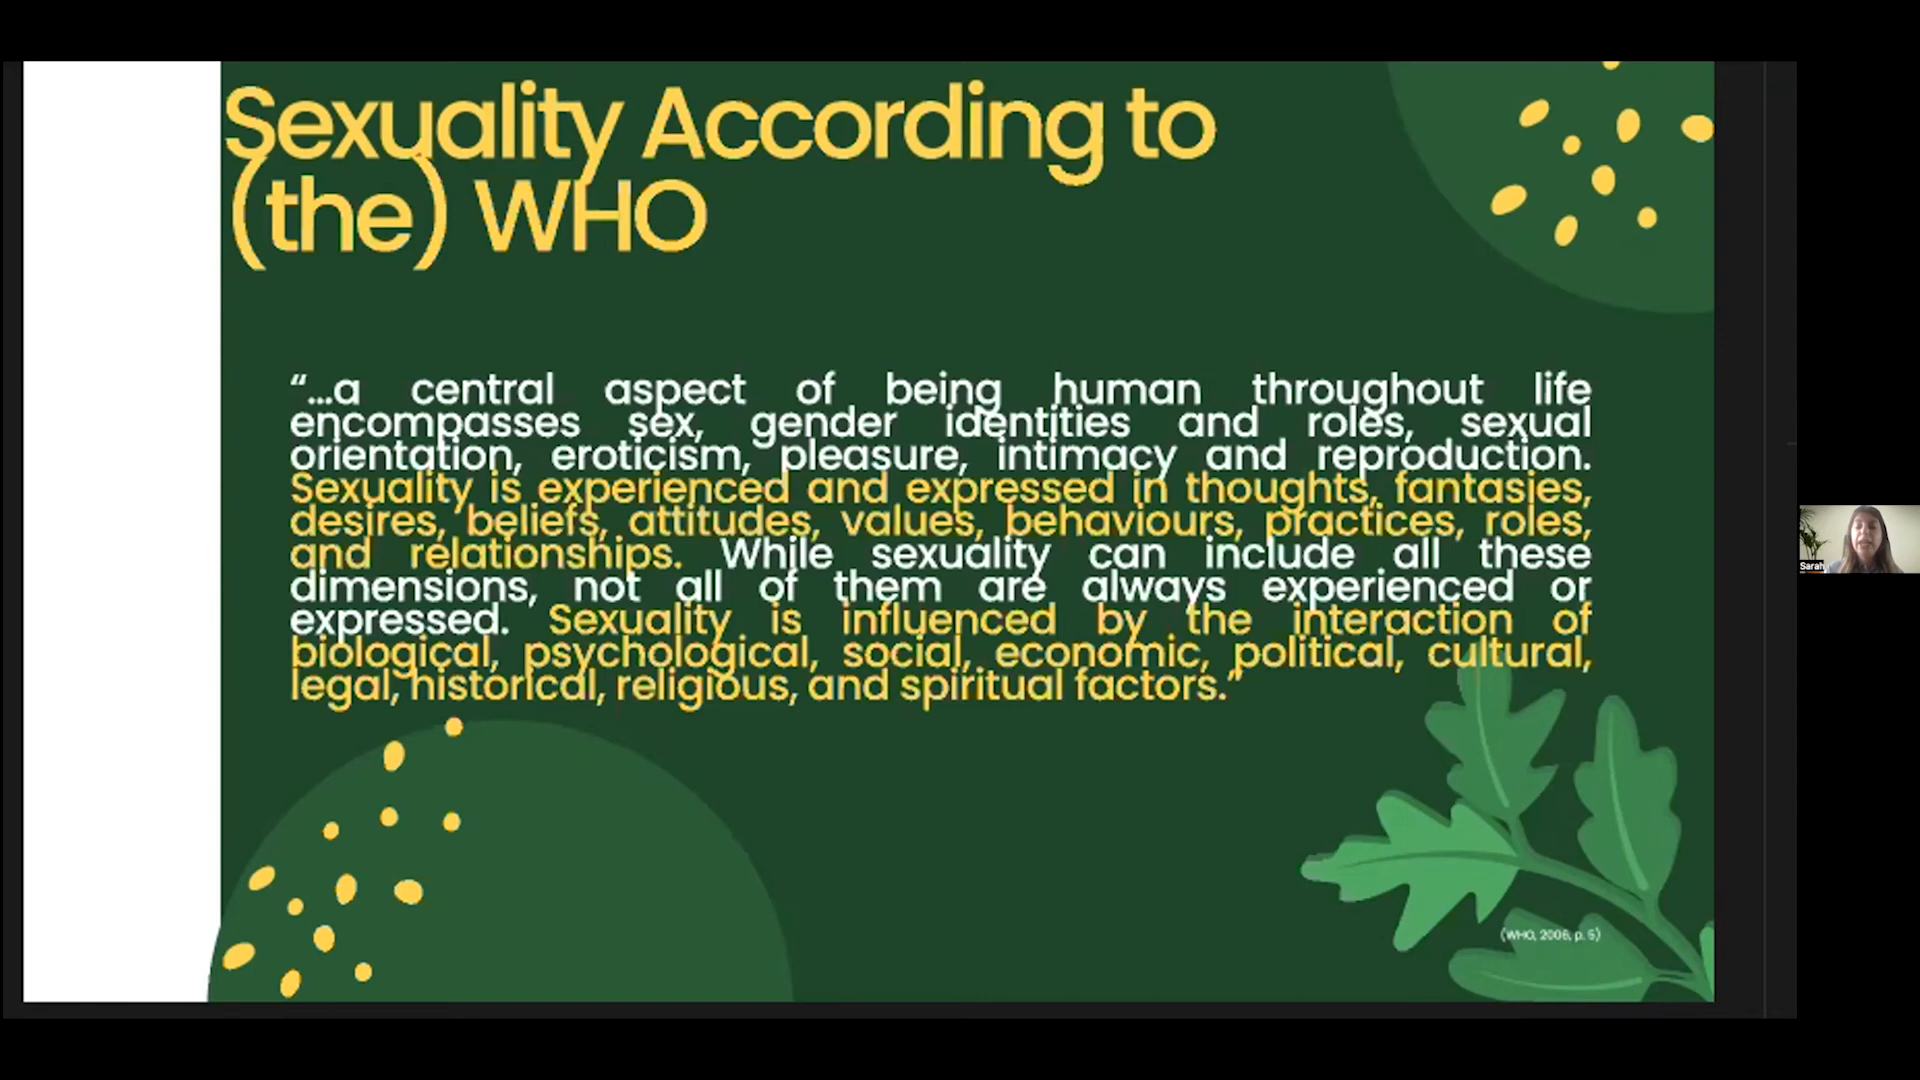 Sexuality According to
(the) WHO
“...a central aspect of being human throughout life
encompasses sex, gender identities and roles, sexual
orientation, eroticism, pleasure, intimacy and reproduction.
Sexuality is experienced and expressed in thoughts, fantasies,
desires, beliefs, attitudes, values, behaviours, practices, roles,
and relationships. While sexuality can include all these
dimensions, not all of them are always experienced or
expressed. Sexuality is influenced by the interaction of
biological, psychological, social, economic, political, cultural,
legal, historical, religious, and spiritual factors.”
(WHO, 2006, p. 5)
Sarah